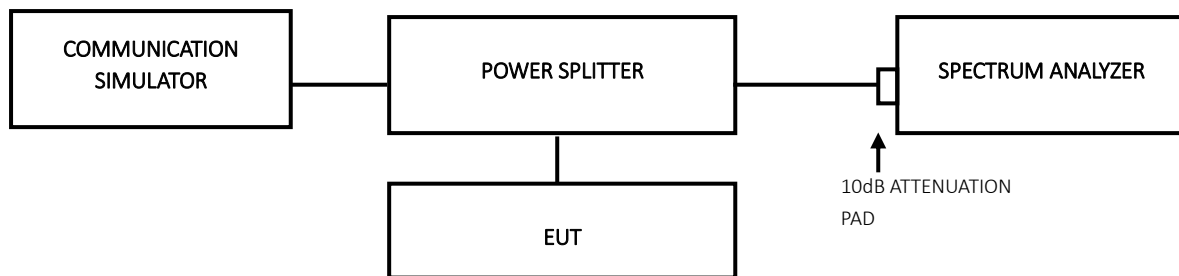 COMMUNICATION
SIMULATOR
POWER SPLITTER
SPECTRUM ANALYZER
10dB ATTENUATION
PAD
EUT